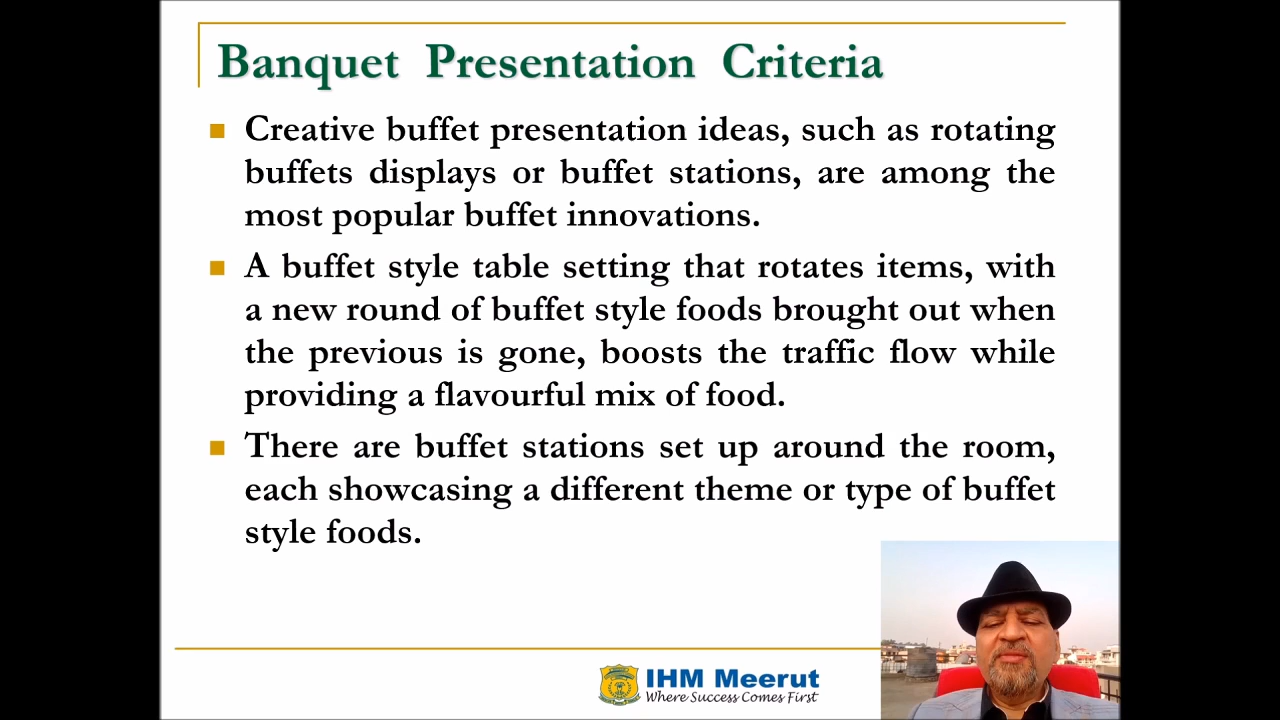 Banquet Presentation Criteria
Creative buffet presentation ideas, such as rotating
buffets displays or buffet stations, are among the
most popular buffet innovations.
A buffet style table setting that rotates items, with
a new round of buffet style foods brought out when
the previous is gone, boosts the traffic flow while
providing a flavourful mix of food.
There are buffet stations set up around the room,
each showcasing a different theme or type of buffet
style foods.
IHM Meerut
Where Success Comes First